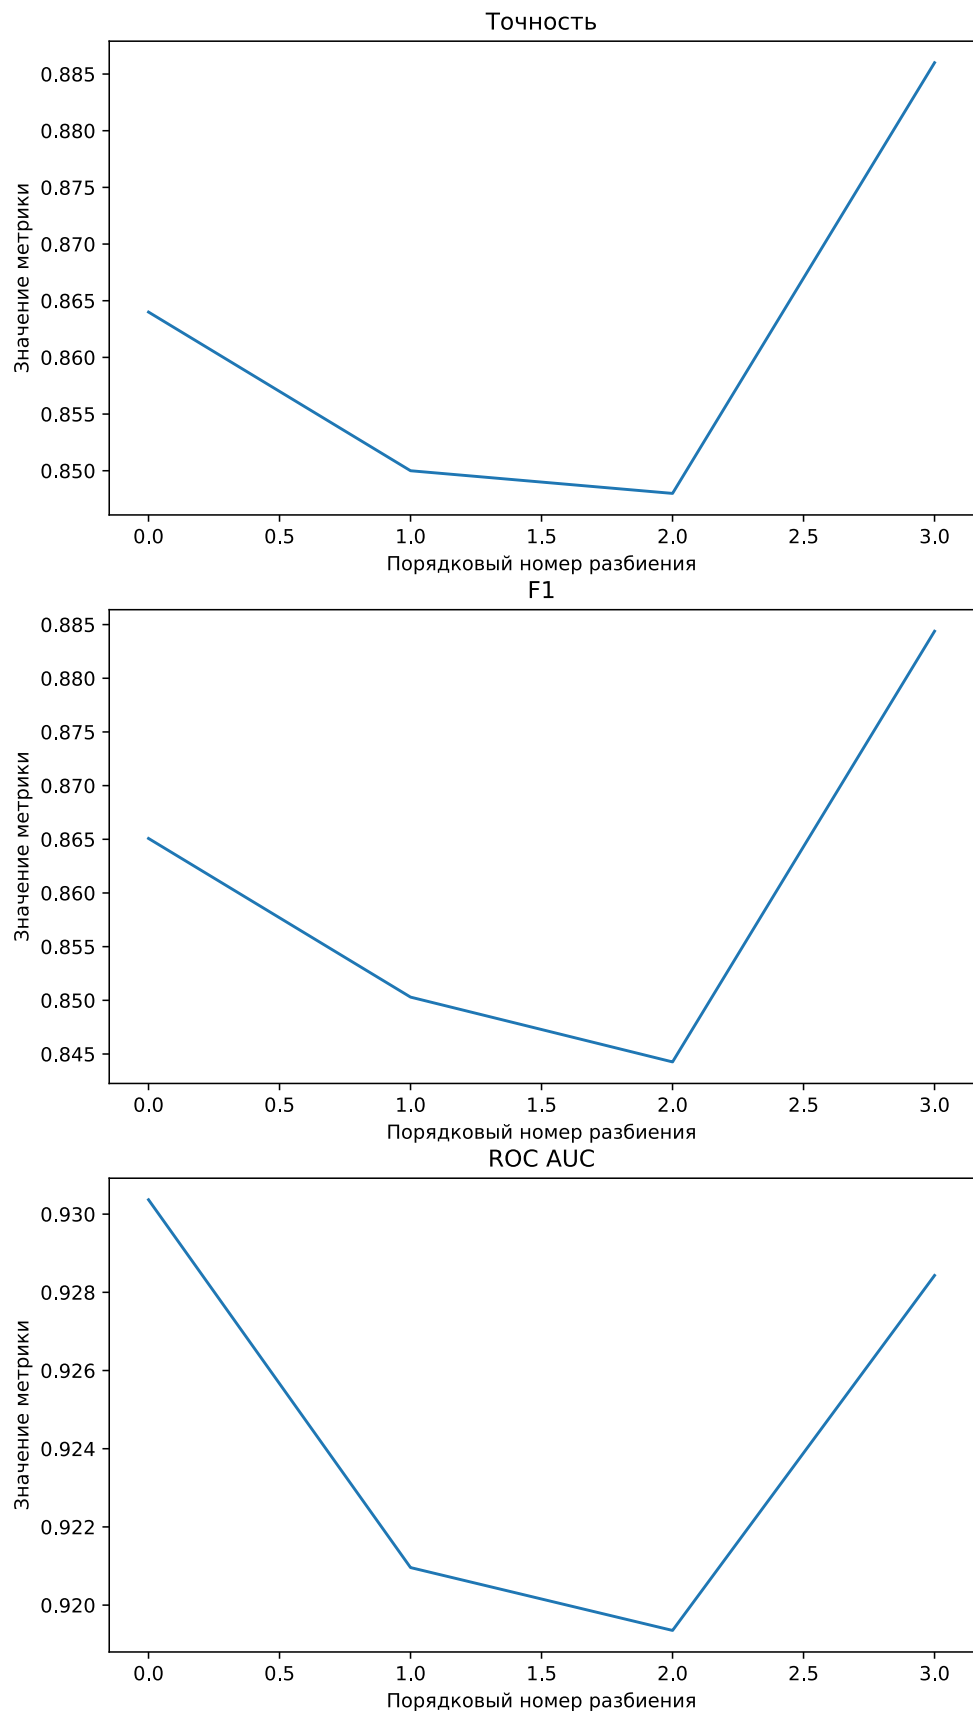 Точность
0.885
0.880
0.875
0.870
0.865
0.860
0.855
0.850
Значение метрики
0.0 0.5 1.0 1.5 2.0 2.5 3.0
Порядковый номер разбиения
F1
0.885
0.880
0.875
0.870
0.865
0.860
0.855
0.850
0.845
Значение метрики
0.0 0.5 1.0 1.5 2.0 2.5 3.0
Порядковый номер разбиения
ROC AUC
0.930
0.928
0.926
0.924
0.922
0.920
Значение метрики
0.0 0.5 1.0 1.5 2.0 2.5 3.0
Порядковый номер разбиения